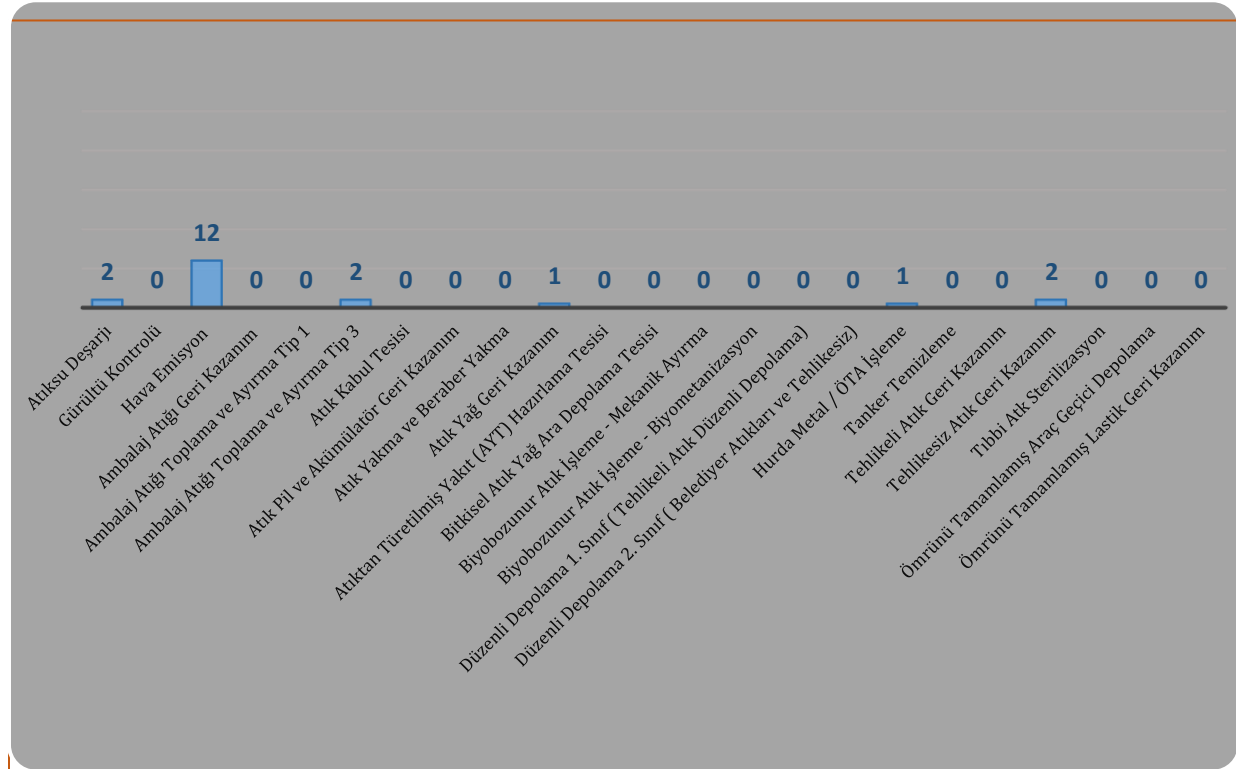 2
0
12
0
0
2
0
0
0
1
0
0
0
0
0
0
1
0
0
2
0
0
0
Atıksu Deşarjı
Gürültü Kontrolü
Hava Emisyon
Ambalaj Atığı Geri Kazanım
Ambalaj Atığı Toplama ve Ayırma Tip 1
Ambalaj Atığı Toplama ve Ayırma Tip 3
Atık Kabul Tesisi
Atık Pil ve Akümülatör Geri Kazanım
Atık Yakma ve Beraber Yakma
Atık Yağ Geri Kazanım
Atıktan Türetilmiş Yakıt (AYT) Hazırlama Tesisi
Bitkisel Atık Yağ Ara Depolama Tesisi
Biyobozunur Atık İşleme - Mekanik Ayırma
Biyobozunur Atık İşleme - Biyometanizasyon
Düzenli Depolama 1. Sınıf ( Tehlikeli Atık Düzenli Depolama)
Düzenli Depolama 2. Sınıf ( Belediyer Atıkları ve Tehlikesiz)
Hurda Metal / ÖTA İşleme
Tanker Temizleme
Tehlikeli Atık Geri Kazanım
Tehlikesiz Atık Geri Kazanım
Tıbbi Atk Sterilizasyon
Ömrünü Tamamlamış Araç Geçici Depolama
Ömrünü Tamamlamış Lastik Geri Kazanım